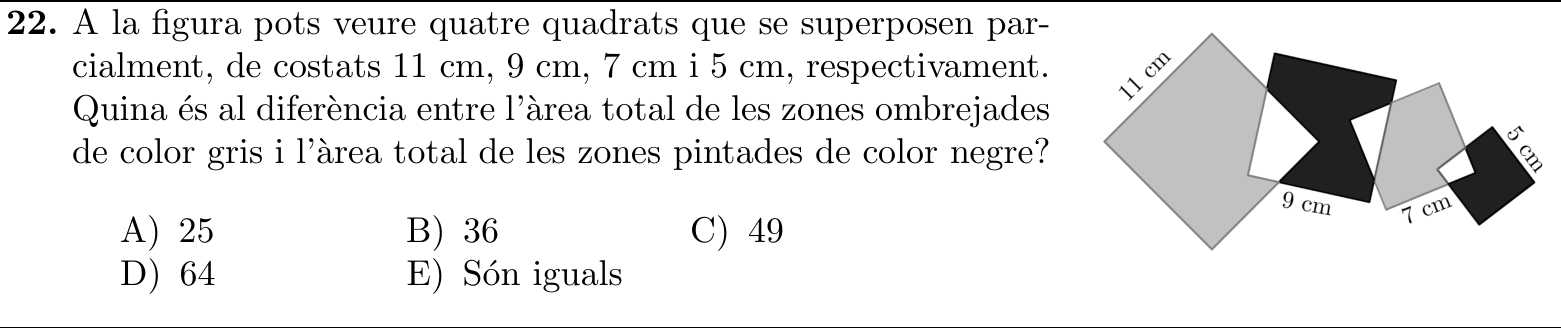 22. A la figura pots veure quatre quadrats que se superposen par-
cialment, de costats 11 cm, 9 cm, 7 cm i 5 cm, respectivament.
Quina és al diferència entre l'àrea total de les zones ombrejades
de color gris i l'àrea total de les zones pintades de color negre?
A) 25 B) 36 C) 49
D) 64 E) Són iguals
11 cm
9 cm
7 cm
5 cm